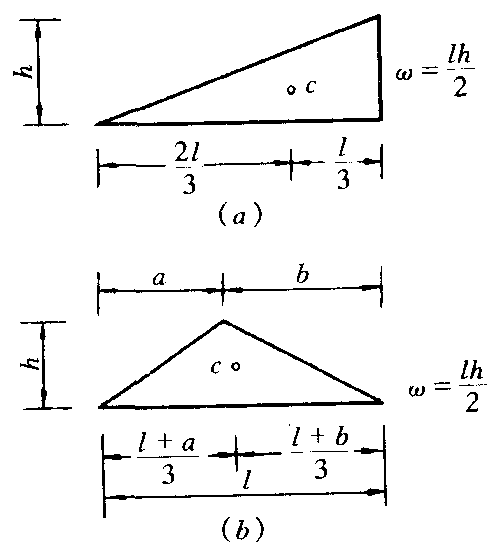 h
c
ω = lh/2
2l/3
l/3
(a)
a
b
h
c
ω = lh/2
l + a/3
l + b/3
l
(b)